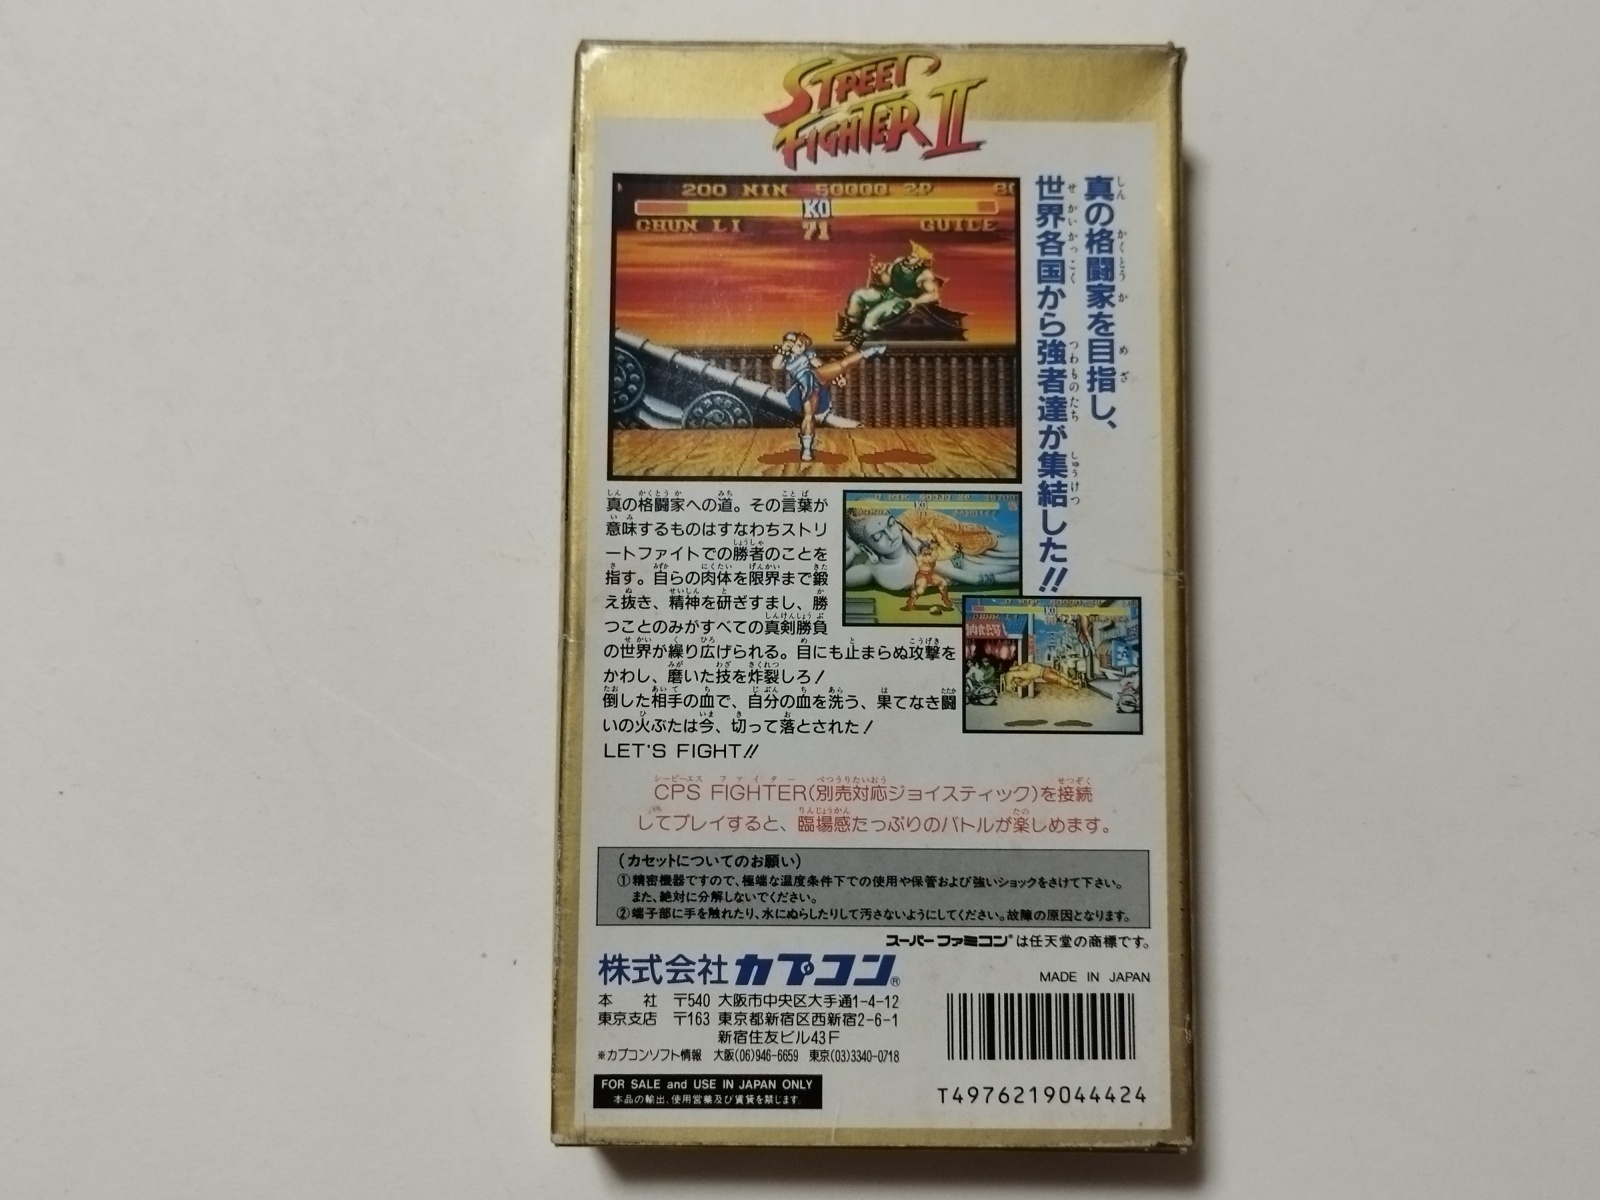 STREET
FIGHTER II
200 NIN 50000 2P
KO
CHUN LI 71 GUILE
真の格闘家を目指し、
世界各国から強者達が集結した!!
真の格闘家への道。その言葉が
意味するものはすなわちストリ
ートファイトでの勝者のことを
指す。自らの肉体を限界まで鍛
え抜き、精神を研ぎすまし、勝
つことのみがすべての真剣勝負
の世界が繰り広げられる。目にも止まらぬ攻撃を
かわし、磨いた技を炸裂しろ!
倒した相手の血で、自分の血を洗う、果てなき闘
いの火ぶたは今、切って落とされた!
LET'S FIGHT!!
CPS FIGHTER(別売対応ジョイスティック)を接続
してプレイすると、臨場感たっぷりのバトルが楽しめます。
(カセットについてのお願い)
①精密機器ですので、極端な温度条件下での使用や保管および強いショックをさけて下さい。
また、絶対に分解しないでください。
②端子部に手を触れたり、水にぬらしたりして汚さないようにしてください。故障の原因となります。
スーパーファミコン®は任天堂の商標です。
株式会社カプコン®
MADE IN JAPAN
本 社 〒540 大阪市中央区大手通1-4-12
東京支店 〒163 東京都新宿区西新宿2-6-1
新宿住友ビル43F
※カプコンソフト情報 大阪(06)946-6659 東京(03)3340-0718
FOR SALE and USE IN JAPAN ONLY
本品の輸出、使用営業及び賃貸を禁じます。
T4976219044424